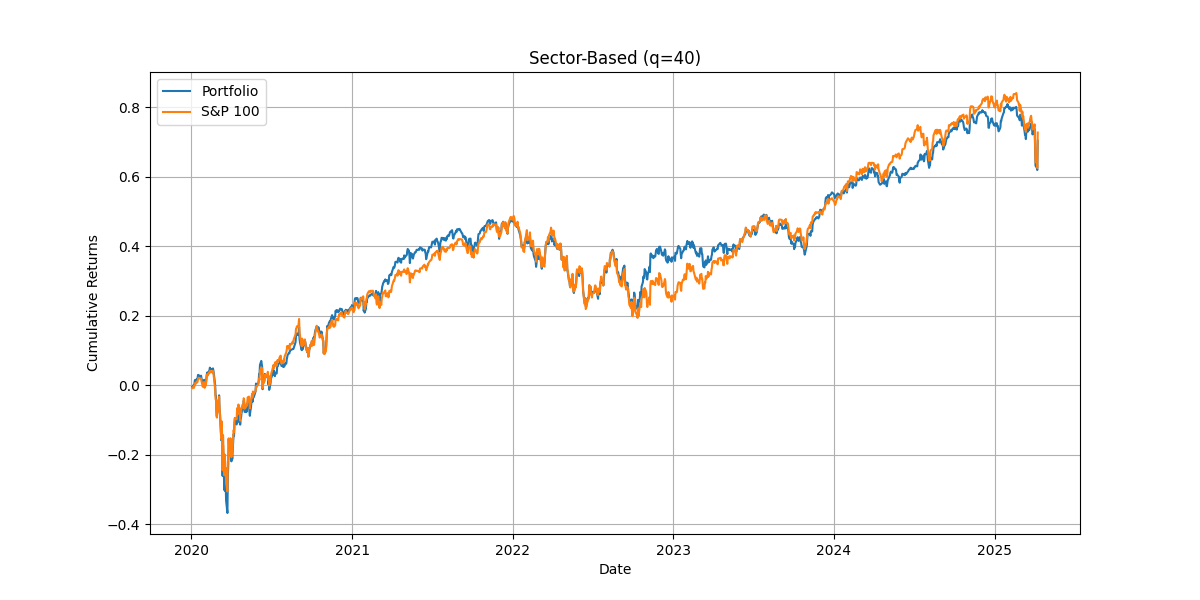 Sector-Based (q=40)
Portfolio
S&P 100
Cumulative Returns
0.8
0.6
0.4
0.2
0.0
−0.2
−0.4
2020 2021 2022 2023 2024 2025
Date